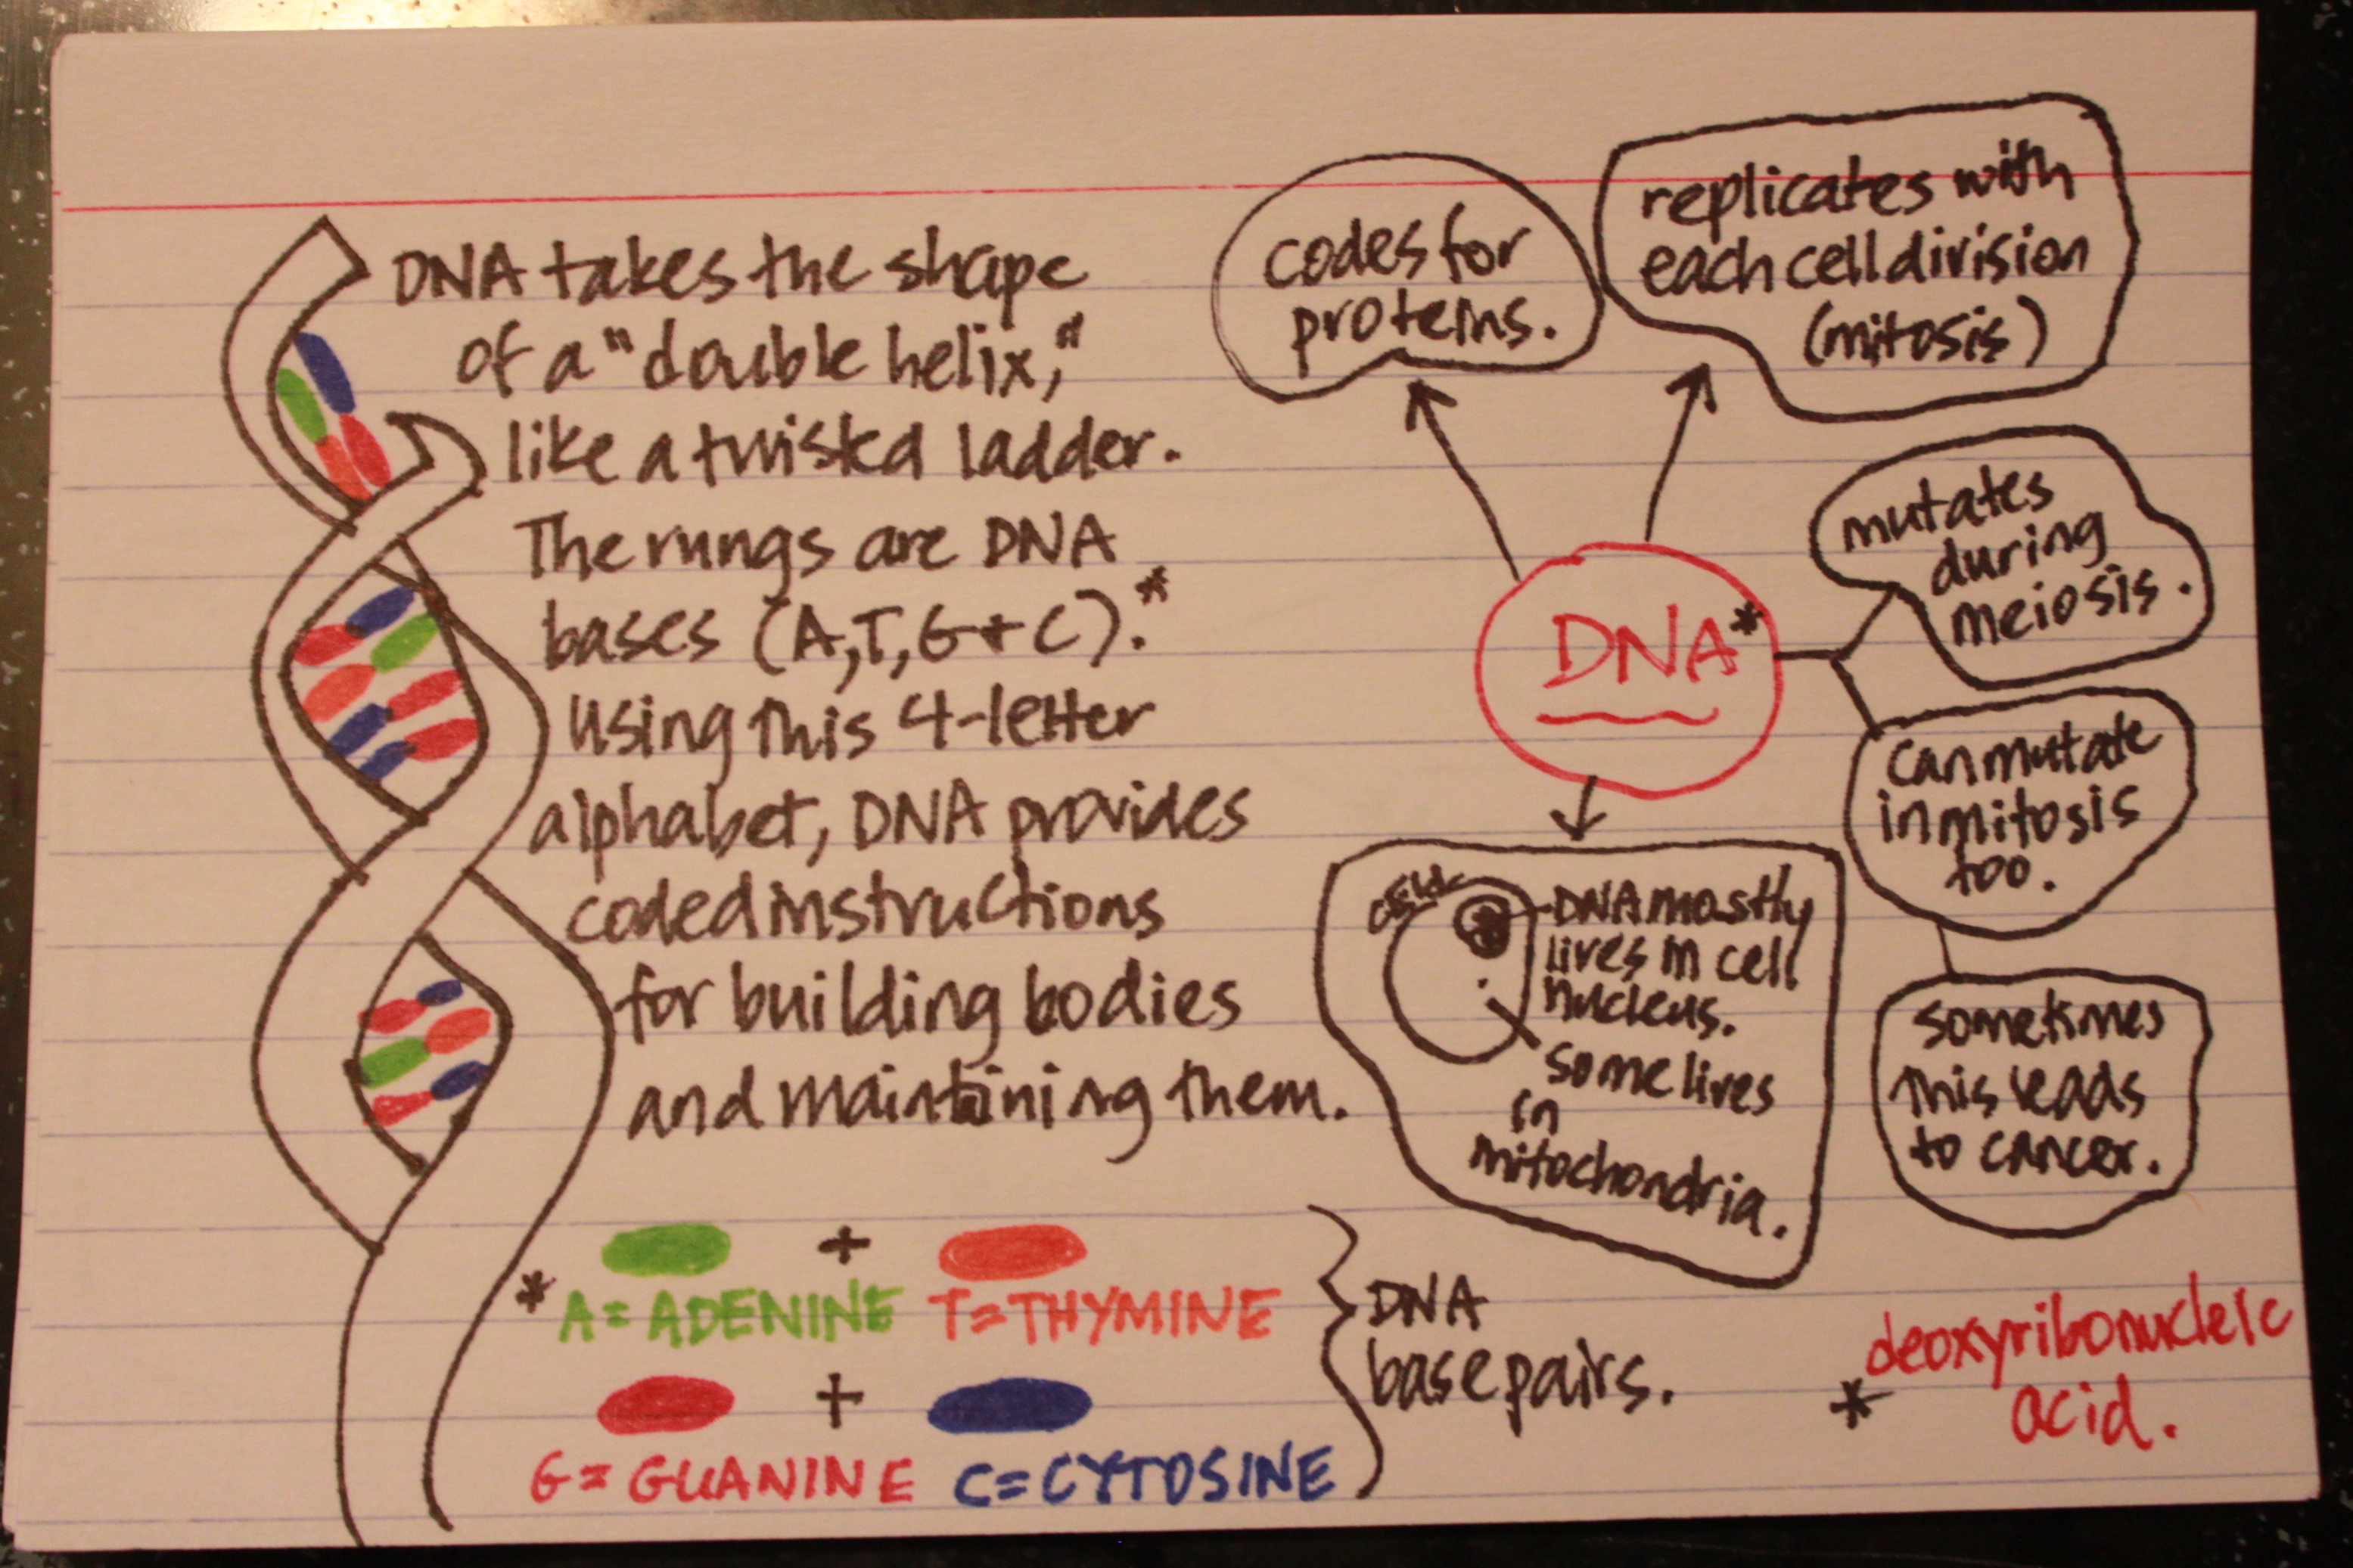 DNA takes the shape
of a "double helix,"
like a twisted ladder.
The rungs are DNA
bases (A,T,G+C).*
Using this 4-letter
alphabet, DNA provides
coded instructions
for building bodies
and maintaining them.
* A = ADENINE + T = THYMINE
G = GUANINE + C = CYTOSINE
DNA
base pairs.
codes for
proteins.
replicates with
each cell division
(mitosis)
DNA*
mutates
during
meiosis.
can mutate
in mitosis
too.
sometimes
this leads
to cancer.
DNA mostly
lives in cell
nucleus.
Some lives
in
mitochondria.
* deoxyribonucleic
acid.